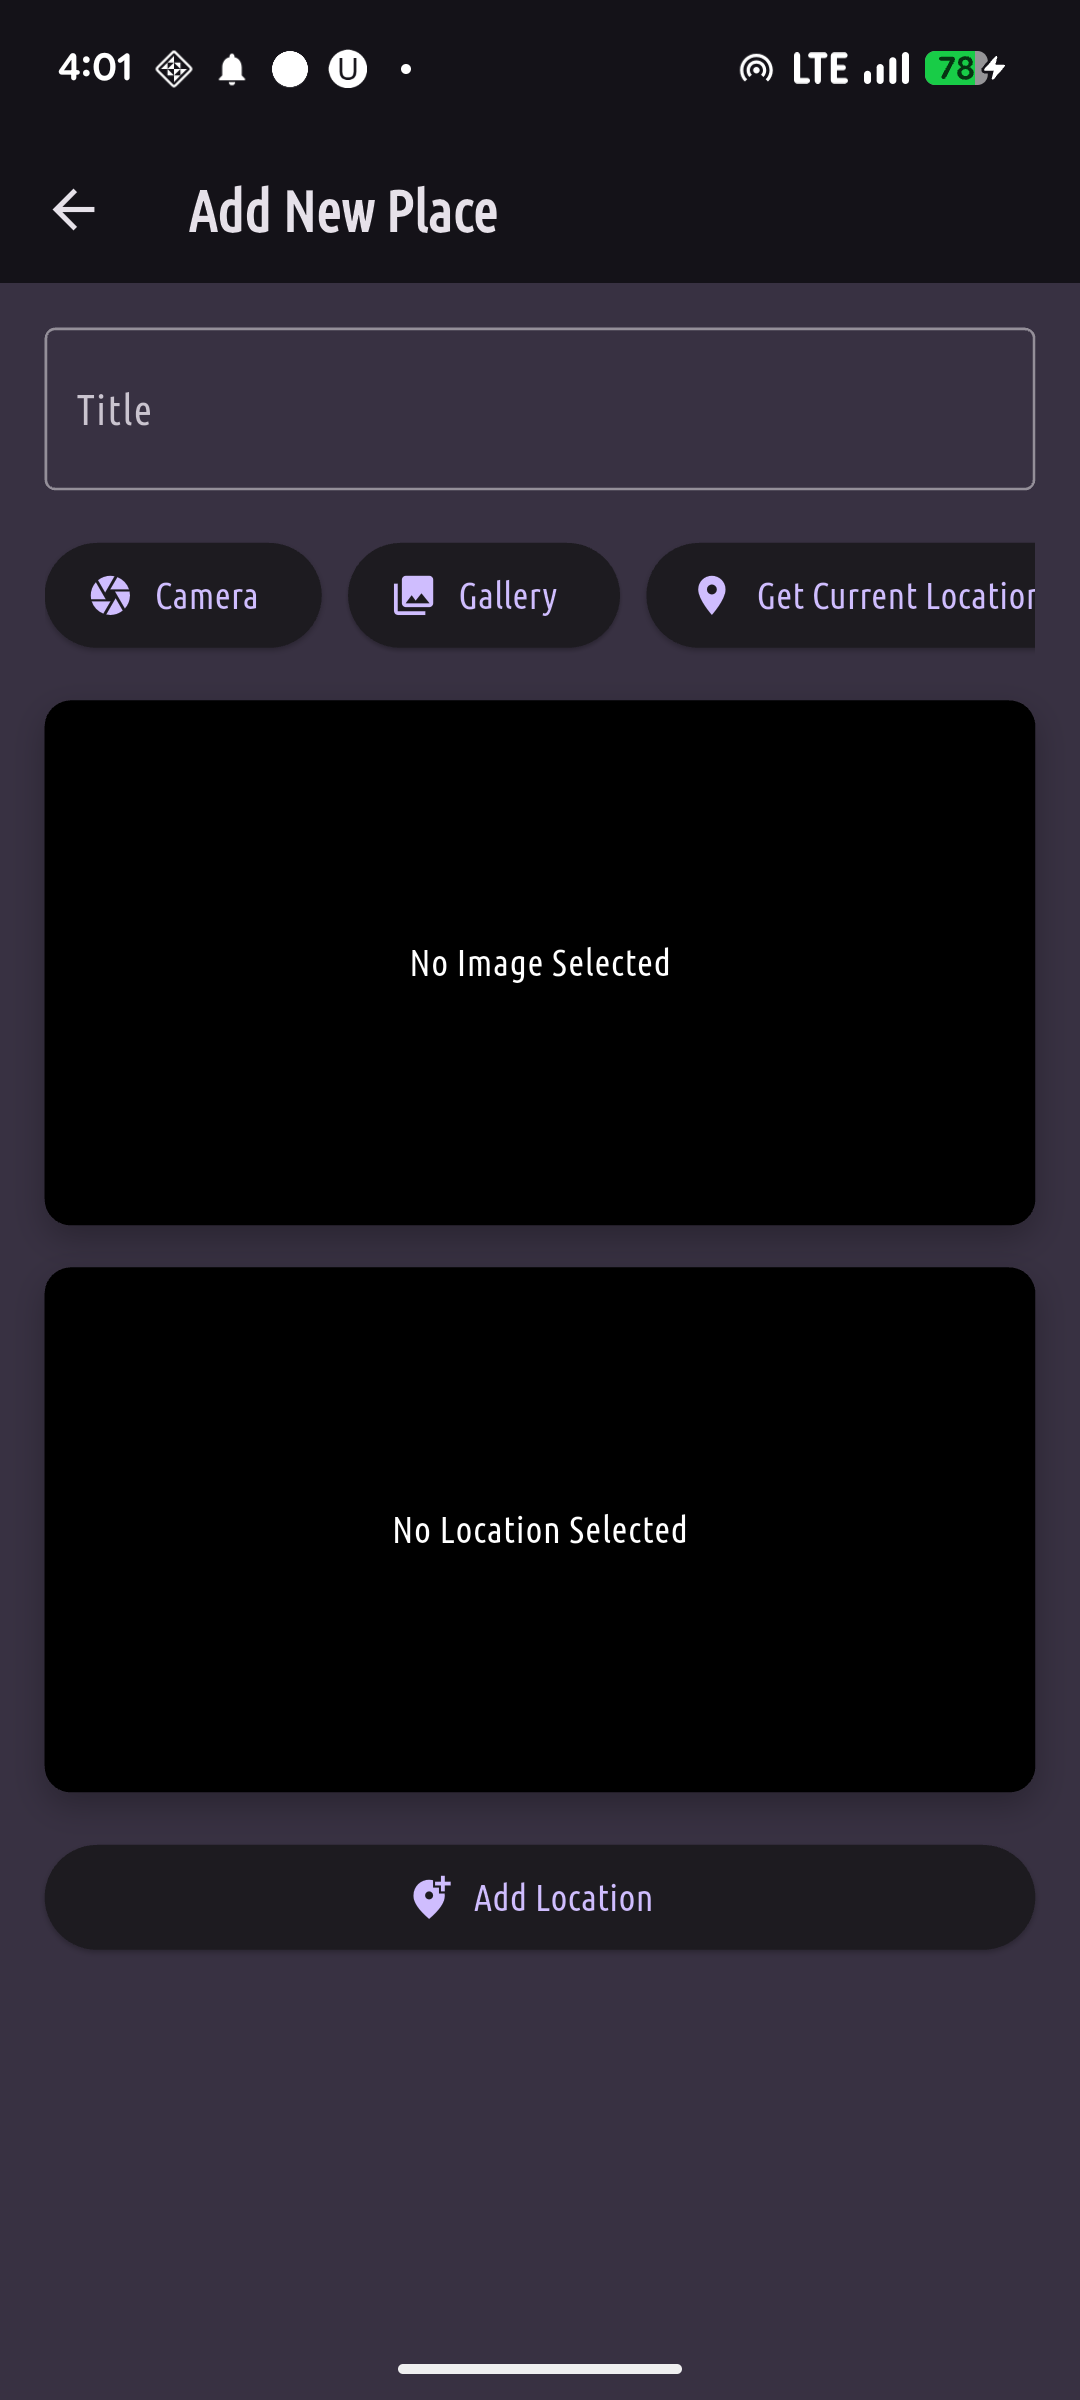 4:01 U LTE 78
Add New Place
Title
Camera Gallery Get Current Location
No Image Selected
No Location Selected
Add Location